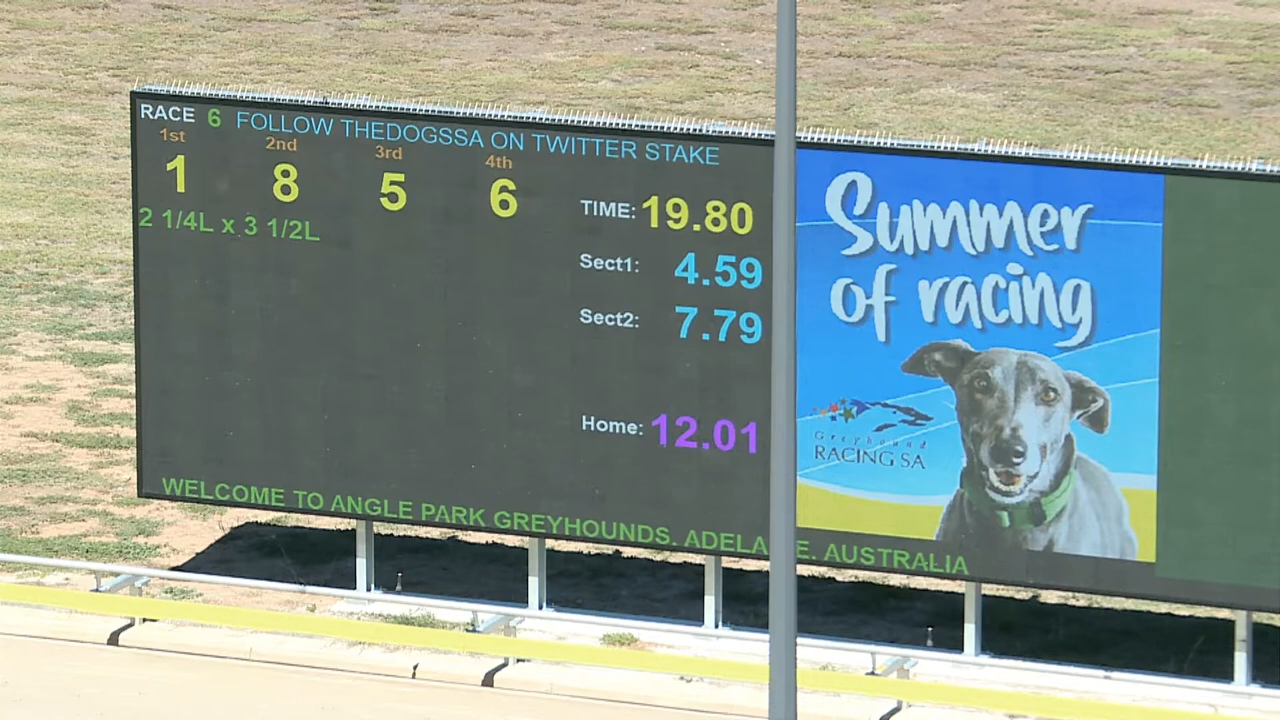 RACE 6 FOLLOW THEDOGSSA ON TWITTER STAKE
1st 2nd 3rd 4th
1 8 5 6
2 1/4L x 3 1/2L
TIME: 19.80
Sect1: 4.59
Sect2: 7.79
Home: 12.01
WELCOME TO ANGLE PARK GREYHOUNDS. ADELA E. AUSTRALIA
Summer
of racing
Greyhound
RACING SA